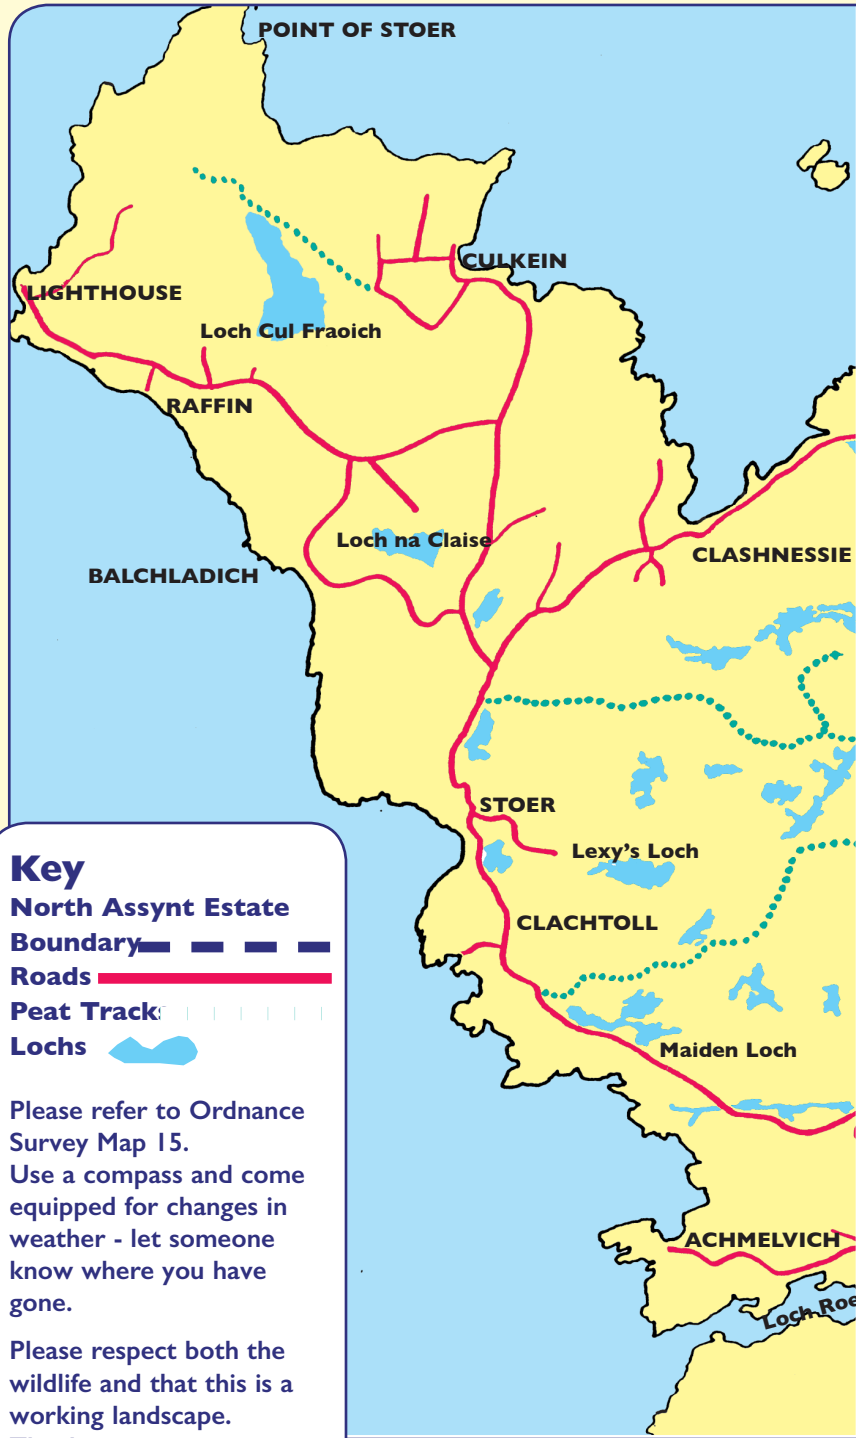 POINT OF STOER
CULKEIN
LIGHTHOUSE
Loch Cul Fraoich
RAFFIN
Loch na Claise
CLASHNESSIE
BALCHLADICH
STOER
Lexy's Loch
CLACHTOLL
Maiden Loch
ACHMELVICH
Loch Roe
Key
North Assynt Estate
Boundary
Roads
Peat Tracks
Lochs
Please refer to Ordnance
Survey Map 15.
Use a compass and come
equipped for changes in
weather - let someone
know where you have
gone.
Please respect both the
wildlife and that this is a
working landscape.